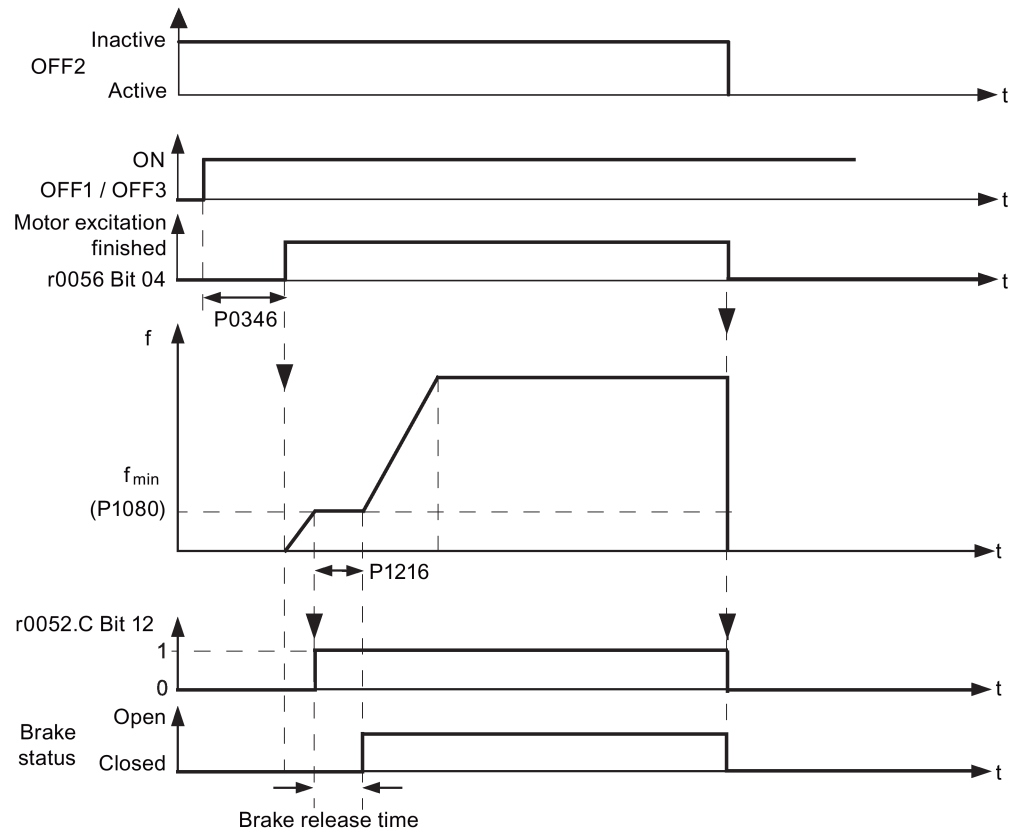 Inactive
OFF2
Active
t
ON
OFF1 / OFF3
t
Motor excitation
finished
r0056 Bit 04
t
P0346
f
fmin
(P1080)
t
P1216
r0052.C Bit 12
1
0
t
Open
Brake
status
Closed
t
Brake release time